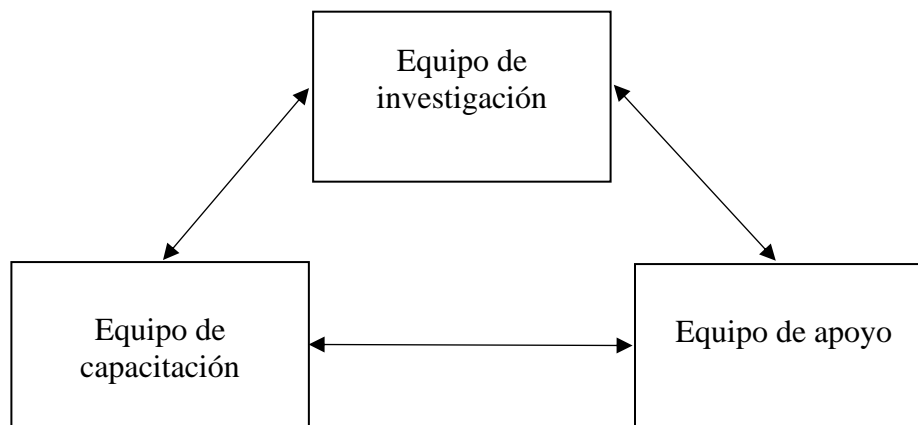 Equipo de
investigación
Equipo de
capacitación
Equipo de apoyo